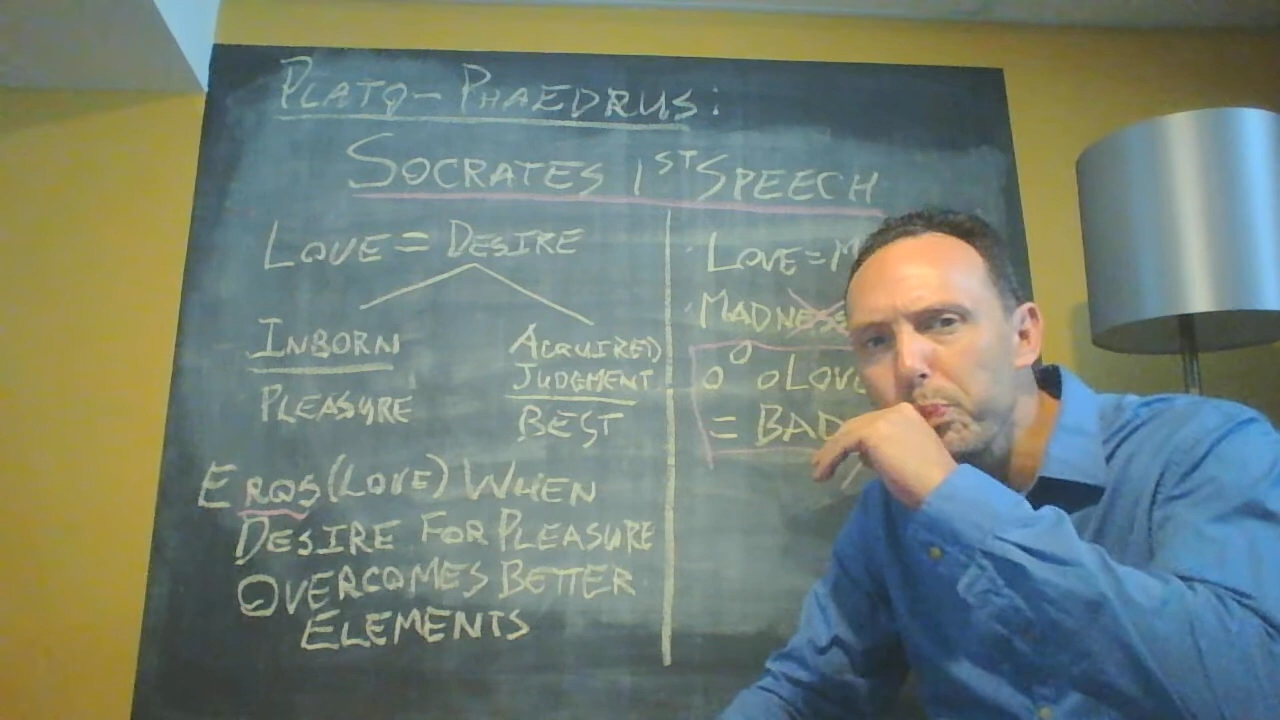 PLATO-PHAEDRUS:
SOCRATES 1ST SPEECH
LOVE = DESIRE
INBORN
PLEASURE
ACQUIRED
JUDGMENT
BEST
EROS (LOVE) WHEN
DESIRE FOR PLEASURE
OVERCOMES BETTER
ELEMENTS
LOVE = M
MADNESS
LOVE
= BAD